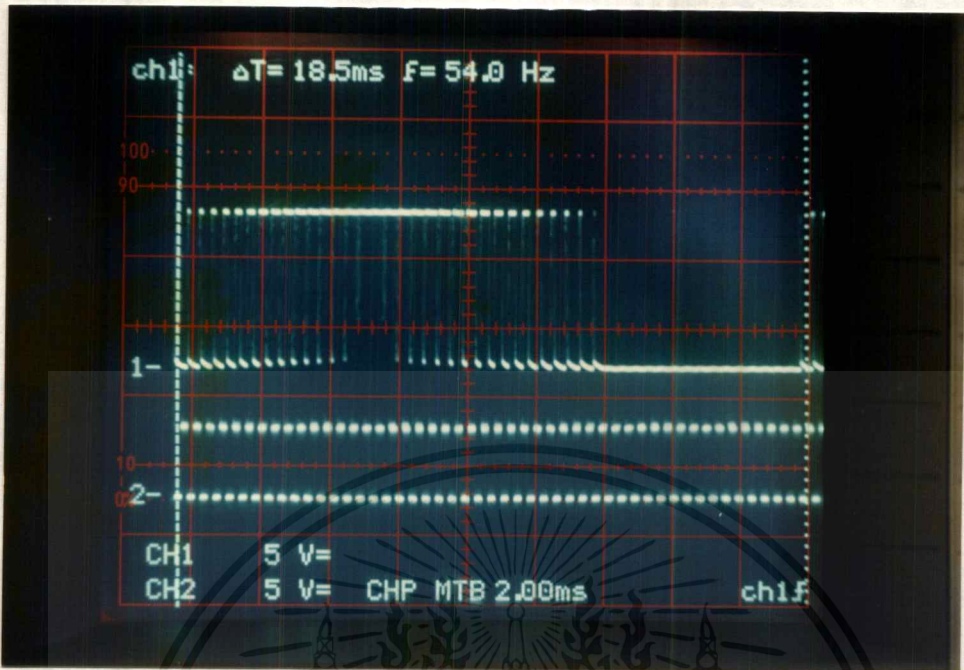 ch1: ΔT= 18.5ms f= 54.0 Hz
100
90
1-
10
2-
CH1 5 V=
CH2 5 V= CHP MTB 2.00ms ch1